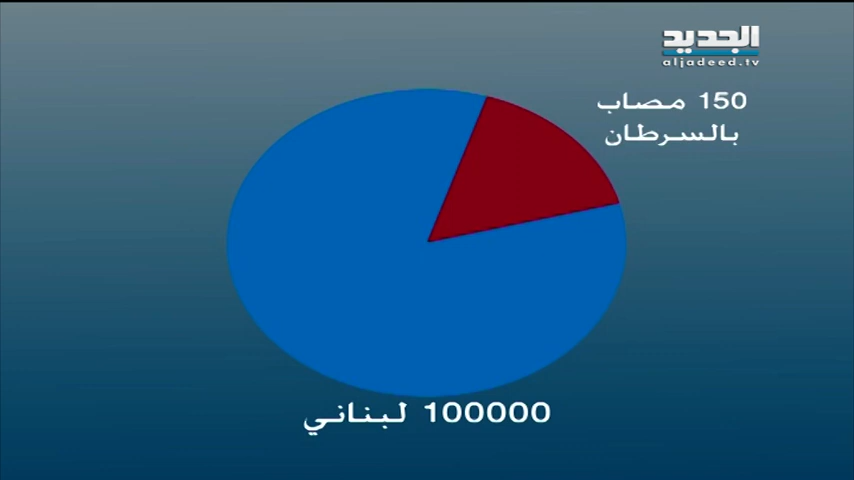 الجديد
aljadeed.tv
150 مصاب
بالسرطان
100000 لبناني